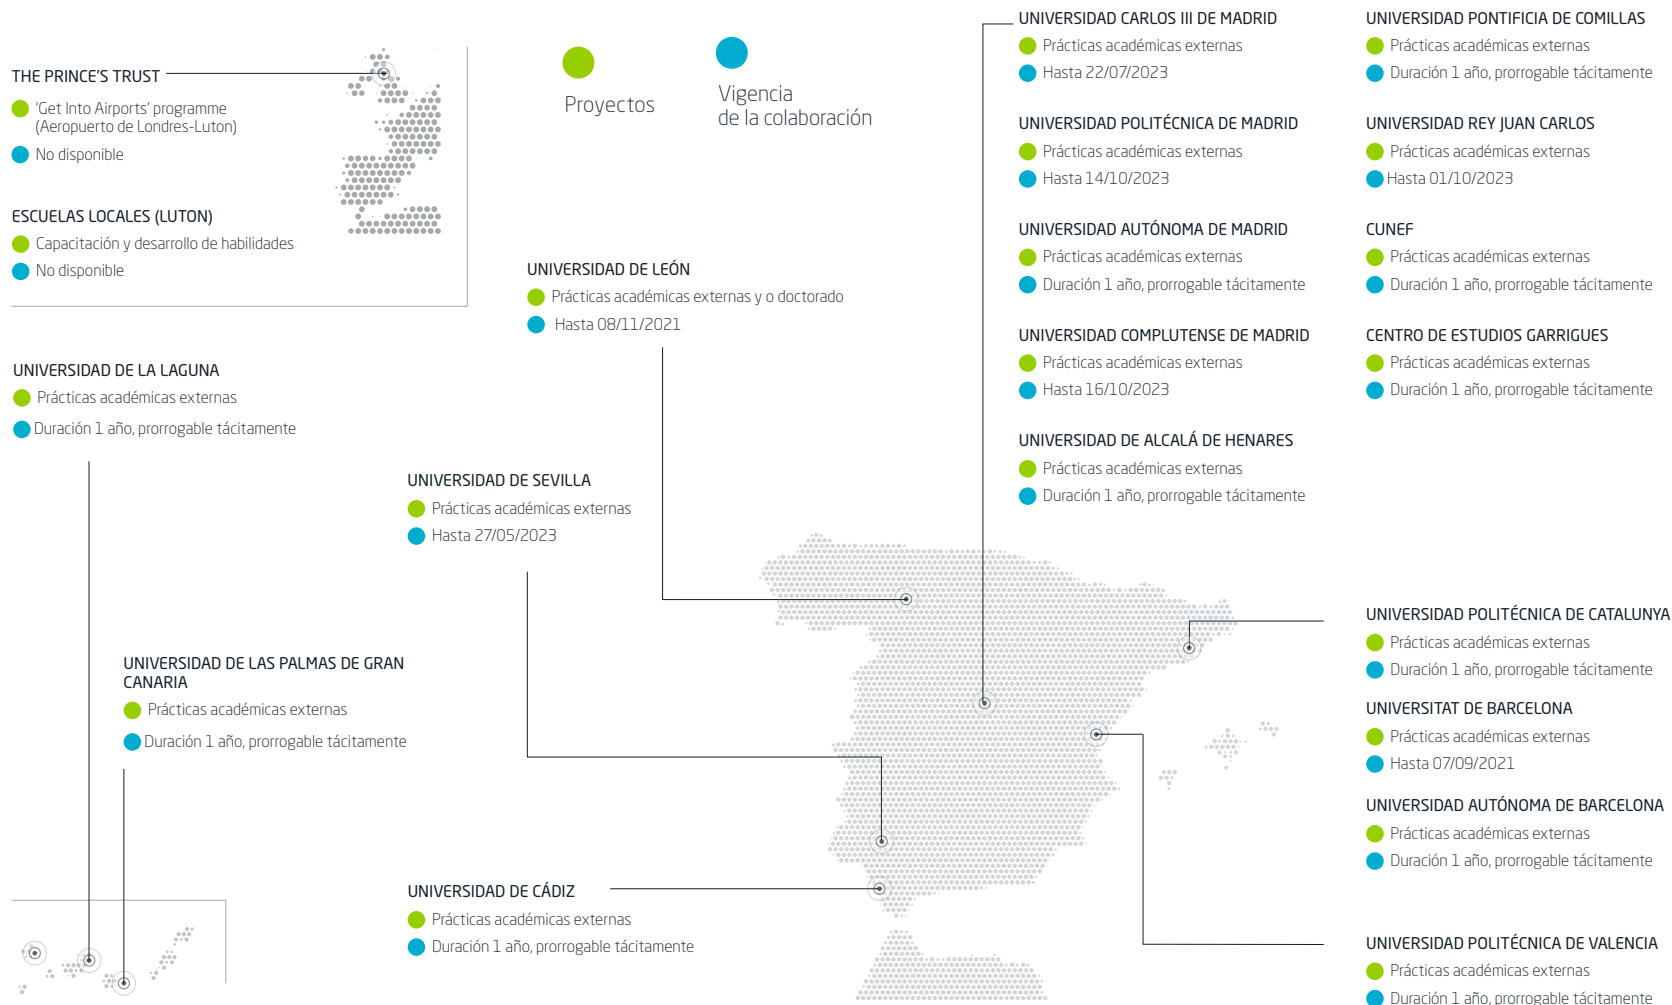 THE PRINCE'S TRUST
'Get Into Airports' programme
(Aeropuerto de Londres-Luton)
No disponible
ESCUELAS LOCALES (LUTON)
Capacitación y desarrollo de habilidades
No disponible
Proyectos
Vigencia
de la colaboración
UNIVERSIDAD DE LEÓN
Prácticas académicas externas y o doctorado
Hasta 08/11/2021
UNIVERSIDAD DE LA LAGUNA
Prácticas académicas externas
Duración 1 año, prorrogable tácitamente
UNIVERSIDAD DE SEVILLA
Prácticas académicas externas
Hasta 27/05/2023
UNIVERSIDAD DE LAS PALMAS DE GRAN
CANARIA
Prácticas académicas externas
Duración 1 año, prorrogable tácitamente
UNIVERSIDAD DE CÁDIZ
Prácticas académicas externas
Duración 1 año, prorrogable tácitamente
UNIVERSIDAD CARLOS III DE MADRID
Prácticas académicas externas
Hasta 22/07/2023
UNIVERSIDAD POLITÉCNICA DE MADRID
Prácticas académicas externas
Hasta 14/10/2023
UNIVERSIDAD AUTÓNOMA DE MADRID
Prácticas académicas externas
Duración 1 año, prorrogable tácitamente
UNIVERSIDAD COMPLUTENSE DE MADRID
Prácticas académicas externas
Hasta 16/10/2023
UNIVERSIDAD DE ALCALÁ DE HENARES
Prácticas académicas externas
Duración 1 año, prorrogable tácitamente
UNIVERSIDAD PONTIFICIA DE COMILLAS
Prácticas académicas externas
Duración 1 año, prorrogable tácitamente
UNIVERSIDAD REY JUAN CARLOS
Prácticas académicas externas
Hasta 01/10/2023
CUNEF
Prácticas académicas externas
Duración 1 año, prorrogable tácitamente
CENTRO DE ESTUDIOS GARRIGUES
Prácticas académicas externas
Duración 1 año, prorrogable tácitamente
UNIVERSIDAD POLITÉCNICA DE CATALUNYA
Prácticas académicas externas
Duración 1 año, prorrogable tácitamente
UNIVERSITAT DE BARCELONA
Prácticas académicas externas
Hasta 07/09/2021
UNIVERSIDAD AUTÓNOMA DE BARCELONA
Prácticas académicas externas
Duración 1 año, prorrogable tácitamente
UNIVERSIDAD POLITÉCNICA DE VALENCIA
Prácticas académicas externas
Duración 1 año, prorrogable tácitamente